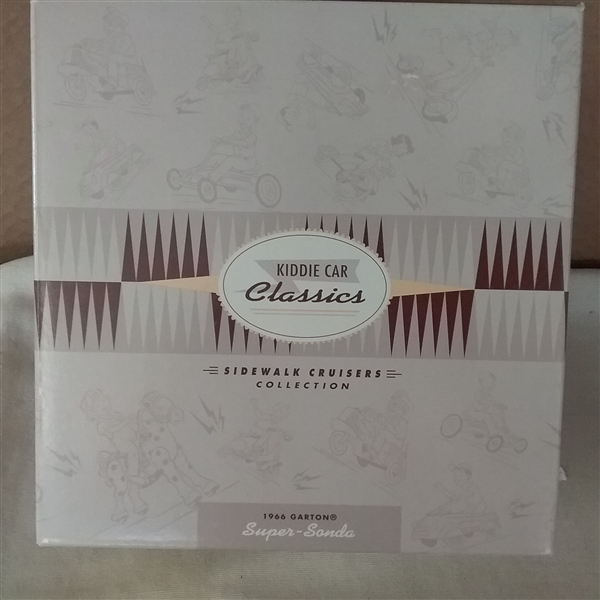 KIDDIE CAR
Classics
SIDEWALK CRUISERS
COLLECTION
1966 GARTON®
Super-Sonda